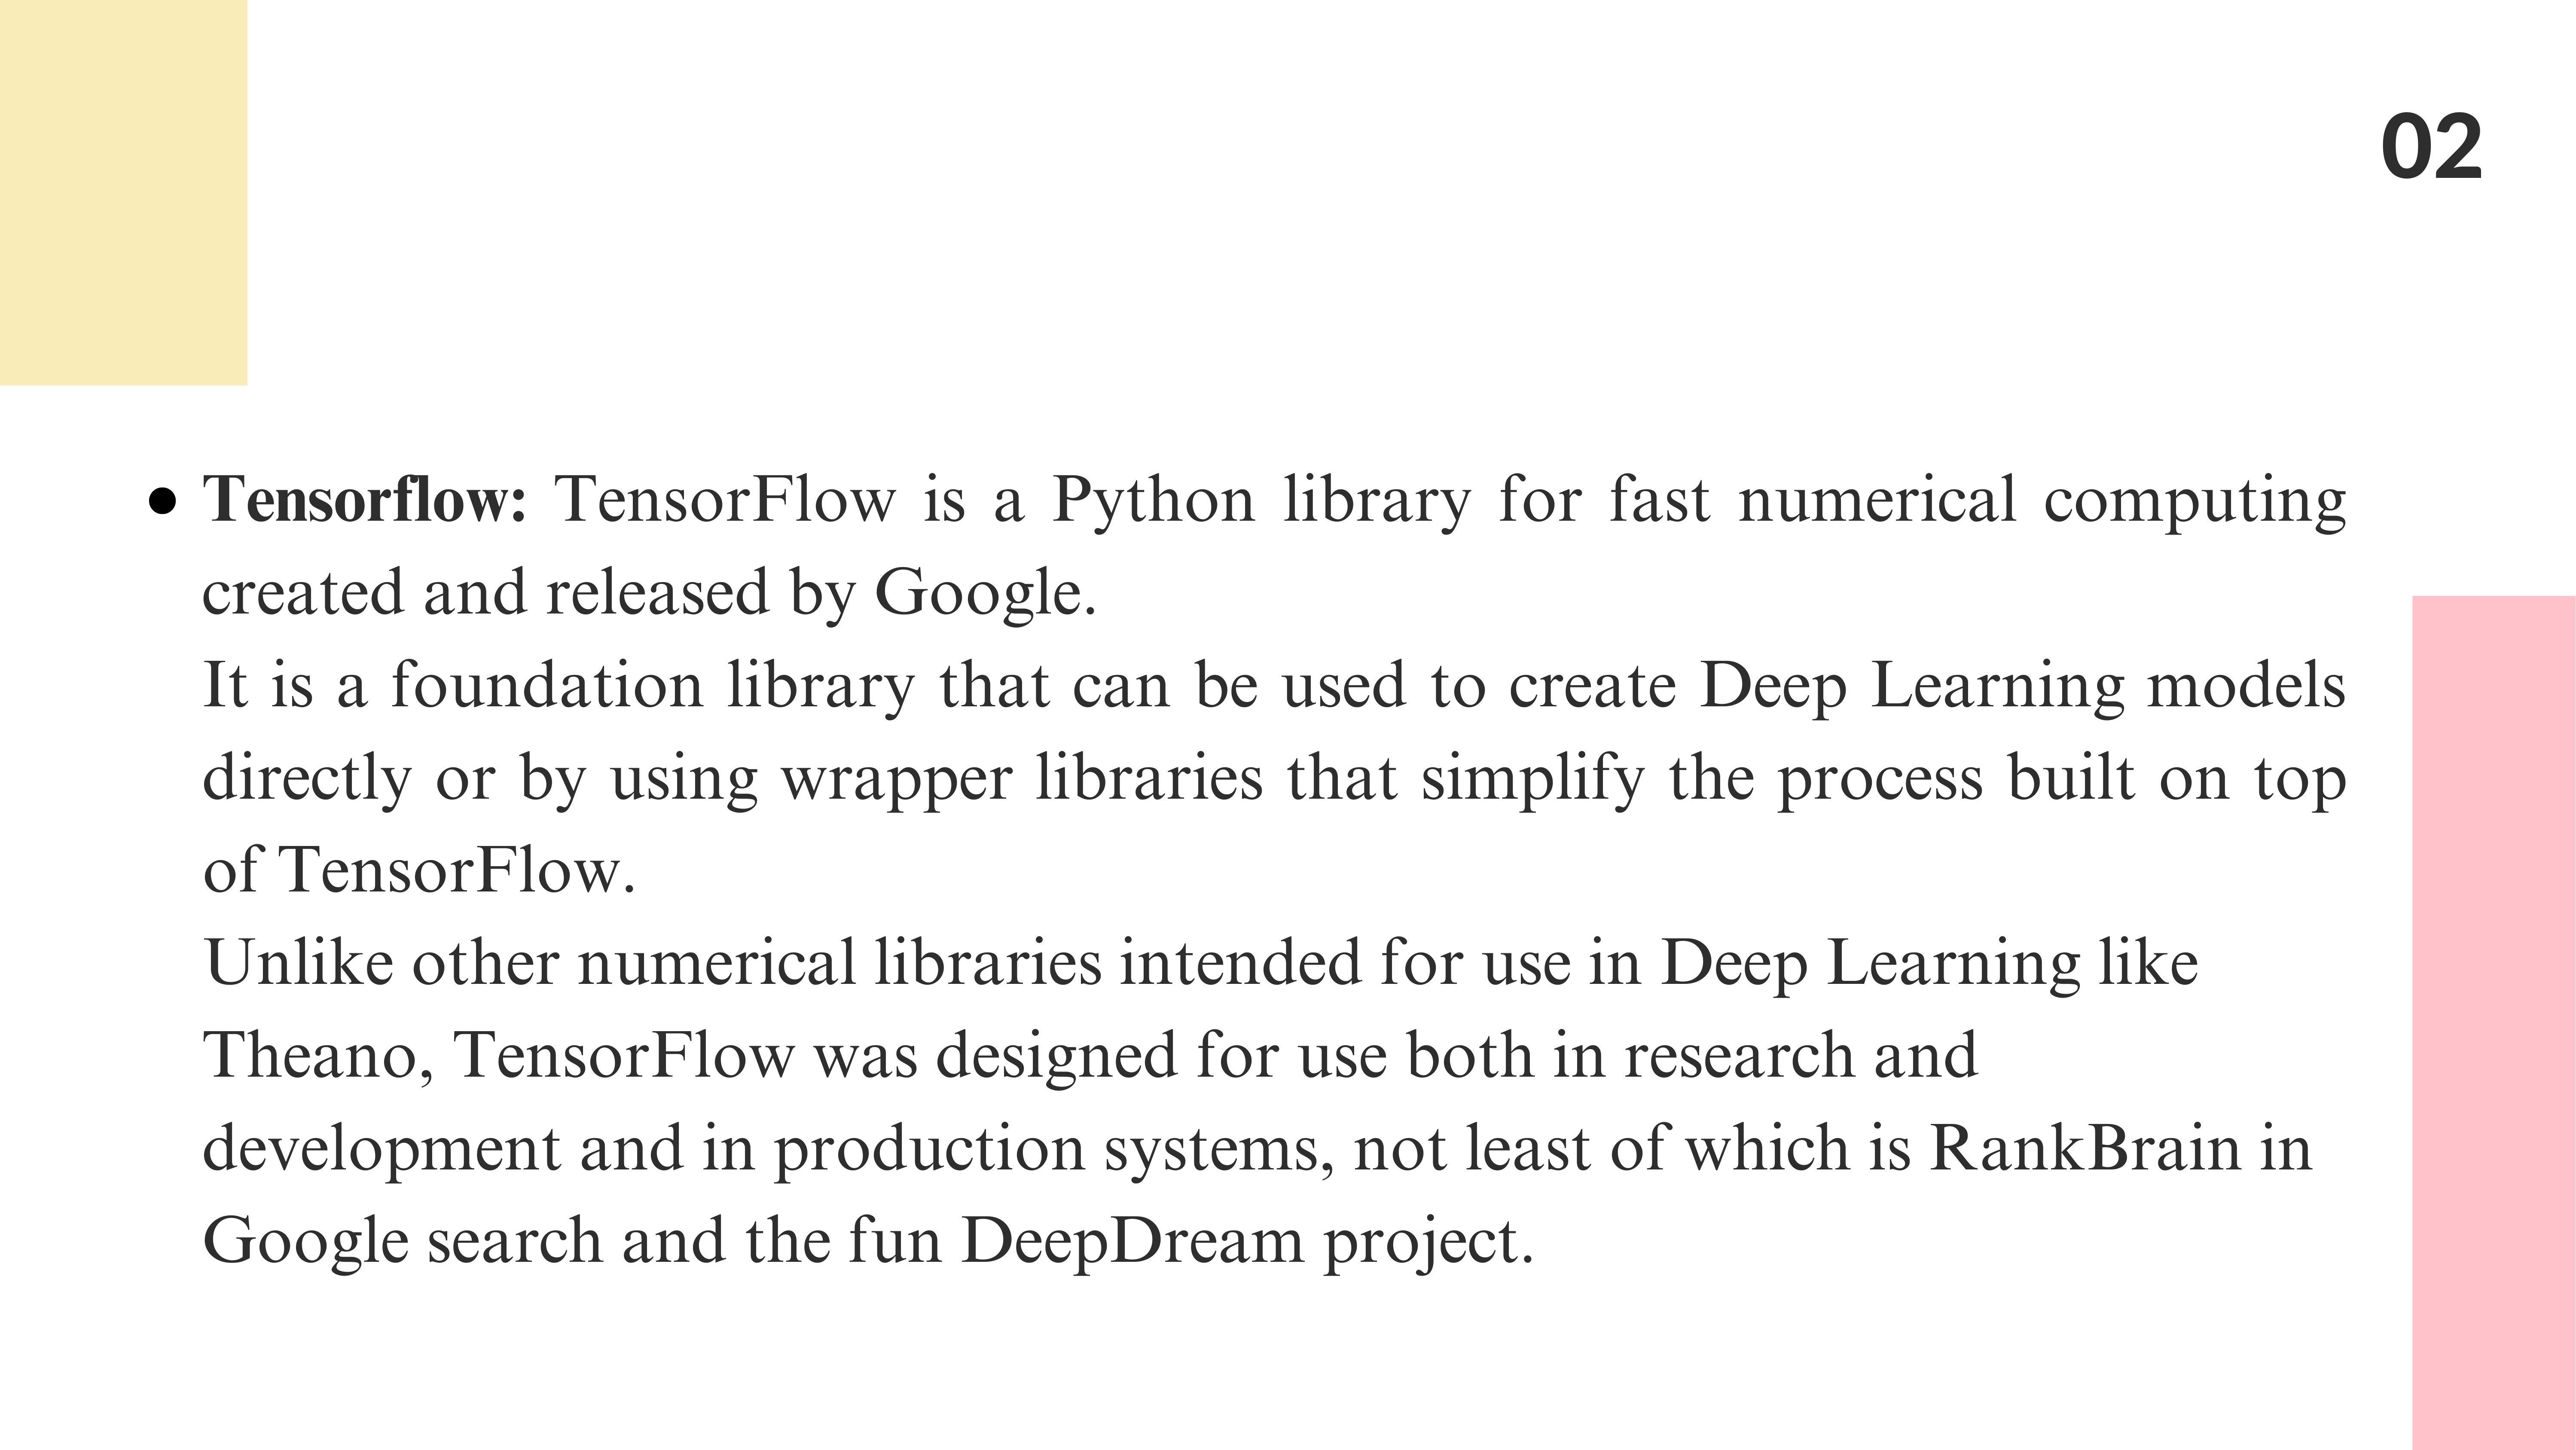 02
• Tensorflow: TensorFlow is a Python library for fast numerical computing
created and released by Google.
It is a foundation library that can be used to create Deep Learning models
directly or by using wrapper libraries that simplify the process built on top
of TensorFlow.
Unlike other numerical libraries intended for use in Deep Learning like
Theano, TensorFlow was designed for use both in research and
development and in production systems, not least of which is RankBrain in
Google search and the fun DeepDream project.